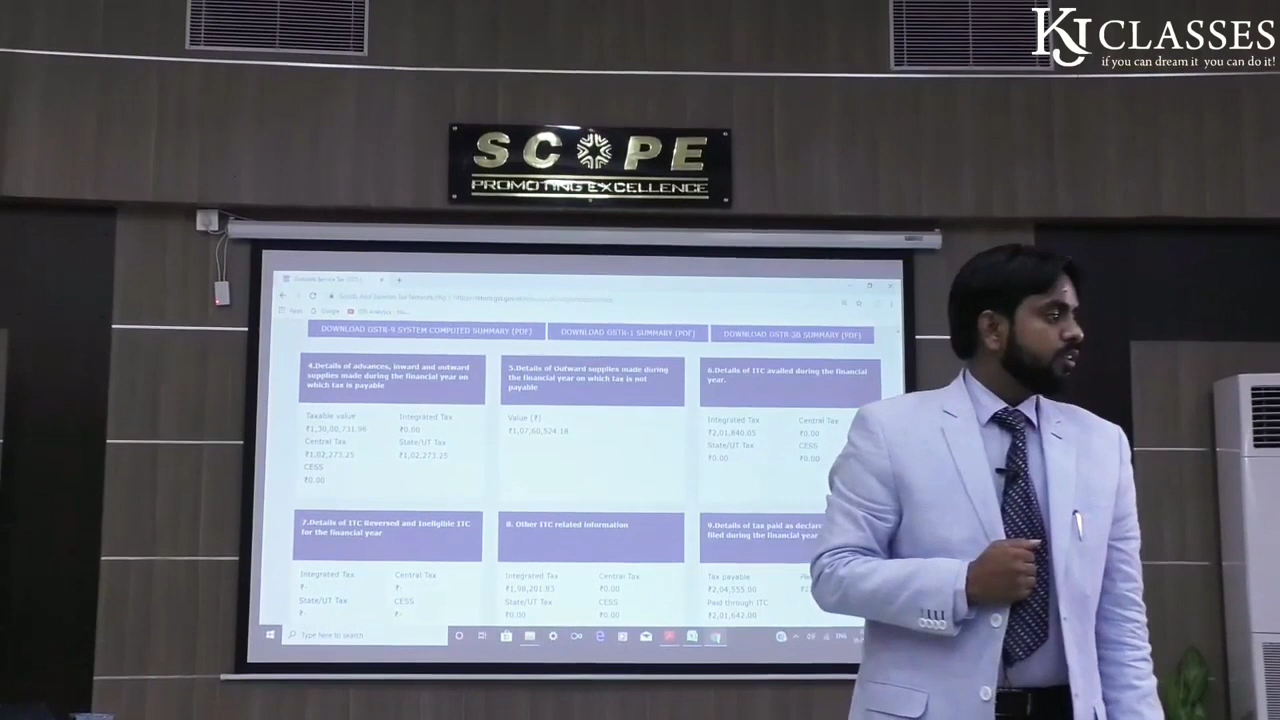 KJ CLASSES
if you can dream it you can do it!
SCOPE
PROMOTING EXCELLENCE
DOWNLOAD GSTR-9 SYSTEM COMPUTED SUMMARY (PDF)
DOWNLOAD GSTR-1 SUMMARY (PDF)
DOWNLOAD GSTR-3B SUMMARY (PDF)
4.Details of advances, inward and outward
supplies made during the financial year on
which tax is payable
Taxable value
Integrated Tax
₹1,30,00,731.96
₹0.00
Central Tax
State/UT Tax
₹1,02,273.25
₹1,02,273.25
CESS
₹0.00
5.Details of Outward supplies made during
the financial year on which tax is not
payable
Value (₹)
₹1,07,60,524.18
6.Details of ITC availed during the financial
year.
Integrated Tax
Central Tax
₹2,01,840.05
₹0.00
State/UT Tax
CESS
₹0.00
₹0.00
7.Details of ITC Reversed and Ineligible ITC
for the financial year
Integrated Tax
Central Tax
₹-
₹-
State/UT Tax
CESS
₹-
₹-
8. Other ITC related information
Integrated Tax
Central Tax
₹1,98,201.83
₹0.00
State/UT Tax
CESS
₹0.00
₹0.00
9.Details of tax paid as
filed during the financial year
Tax payable
₹2,04,555.00
Paid through ITC
₹2,01,642.00
Type here to search
ENG